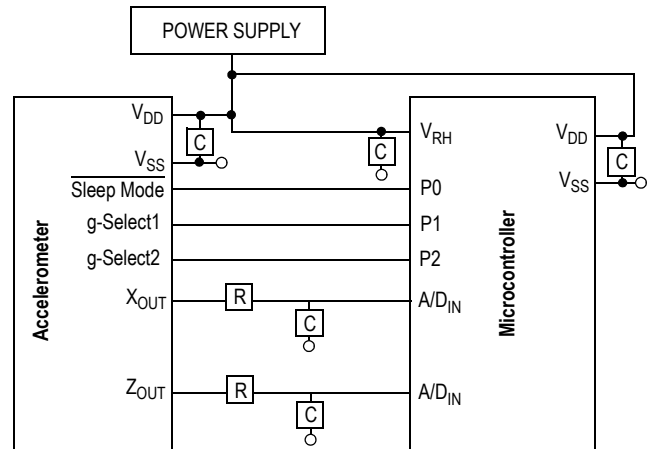 POWER SUPPLY
Accelerometer
VDD
C
VSS
Sleep Mode
g-Select1
g-Select2
XOUT
R
C
ZOUT
R
C
C
VRH
P0
P1
P2
A/DIN
A/DIN
Microcontroller
VDD
C
VSS